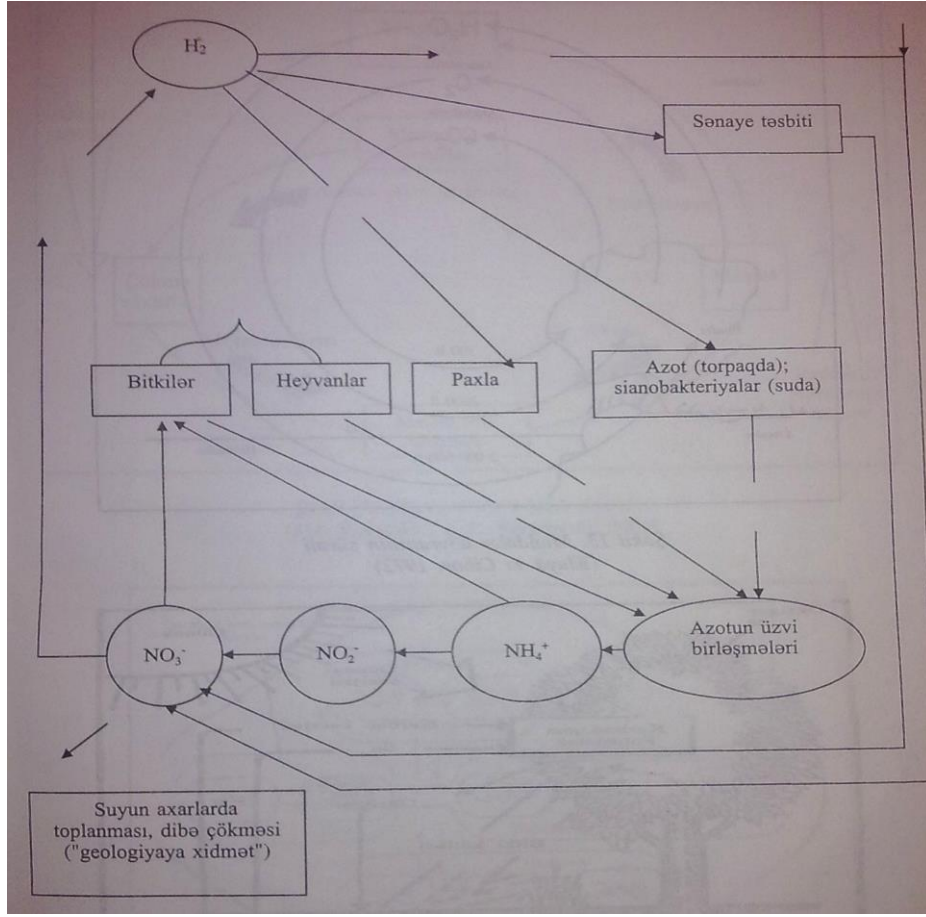 H₂
Sənaye təsbiti
Bitkilər
Heyvanlar
Paxla
Azot (torpaqda);
sianobakteriyalar (suda)
NO₃⁻
NO₂⁻
NH₄⁺
Azotun üzvi
birləşmələri
Suyun axarlarda
toplanması, dibə çökməsi
("geologiyaya xidmət")